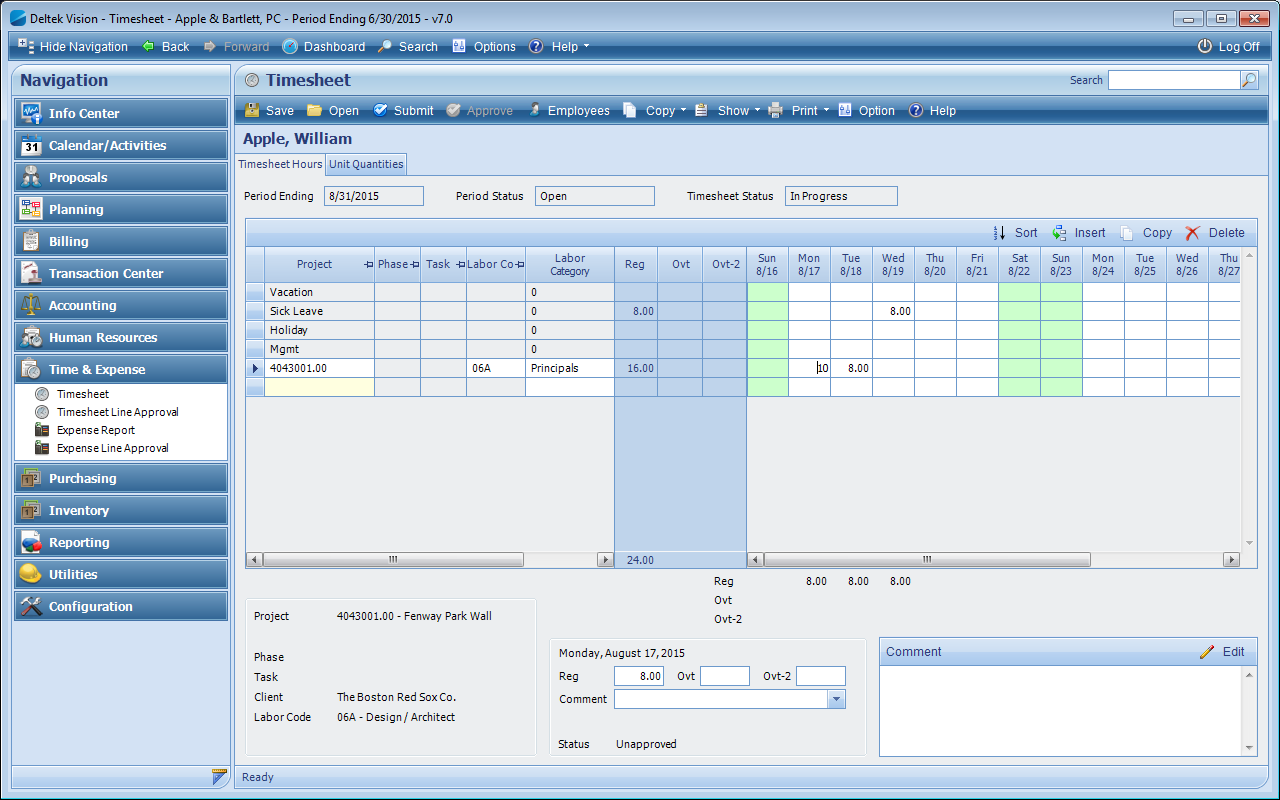 Deltek Vision - Timesheet - Apple & Bartlett, PC - Period Ending 6/30/2015 - v7.0
Hide Navigation Back Forward Dashboard Search Options Help Log Off
Navigation
Info Center
Calendar/Activities
Proposals
Planning
Billing
Transaction Center
Accounting
Human Resources
Time & Expense
Timesheet
Timesheet Line Approval
Expense Report
Expense Line Approval
Purchasing
Inventory
Reporting
Utilities
Configuration
Timesheet Search
Save Open Submit Approve Employees Copy Show Print Option Help
Apple, William
Timesheet Hours Unit Quantities
Period Ending 8/31/2015 Period Status Open Timesheet Status In Progress
Sort Insert Copy Delete
Project Phase Task Labor Co Labor Category Reg Ovt Ovt-2 Sun 8/16 Mon 8/17 Tue 8/18 Wed 8/19 Thu 8/20 Fri 8/21 Sat 8/22 Sun 8/23 Mon 8/24 Tue 8/25 Wed 8/26 Thu 8/27
Vacation 0
Sick Leave 0 8.00 8.00
Holiday 0
Mgmt 0
4043001.00 06A Principals 16.00 10 8.00
24.00
Reg 8.00 8.00 8.00
Ovt
Ovt-2
Project 4043001.00 - Fenway Park Wall
Phase
Task
Client The Boston Red Sox Co.
Labor Code 06A - Design / Architect
Monday, August 17, 2015
Reg 8.00 Ovt Ovt-2
Comment
Status Unapproved
Comment Edit
Ready